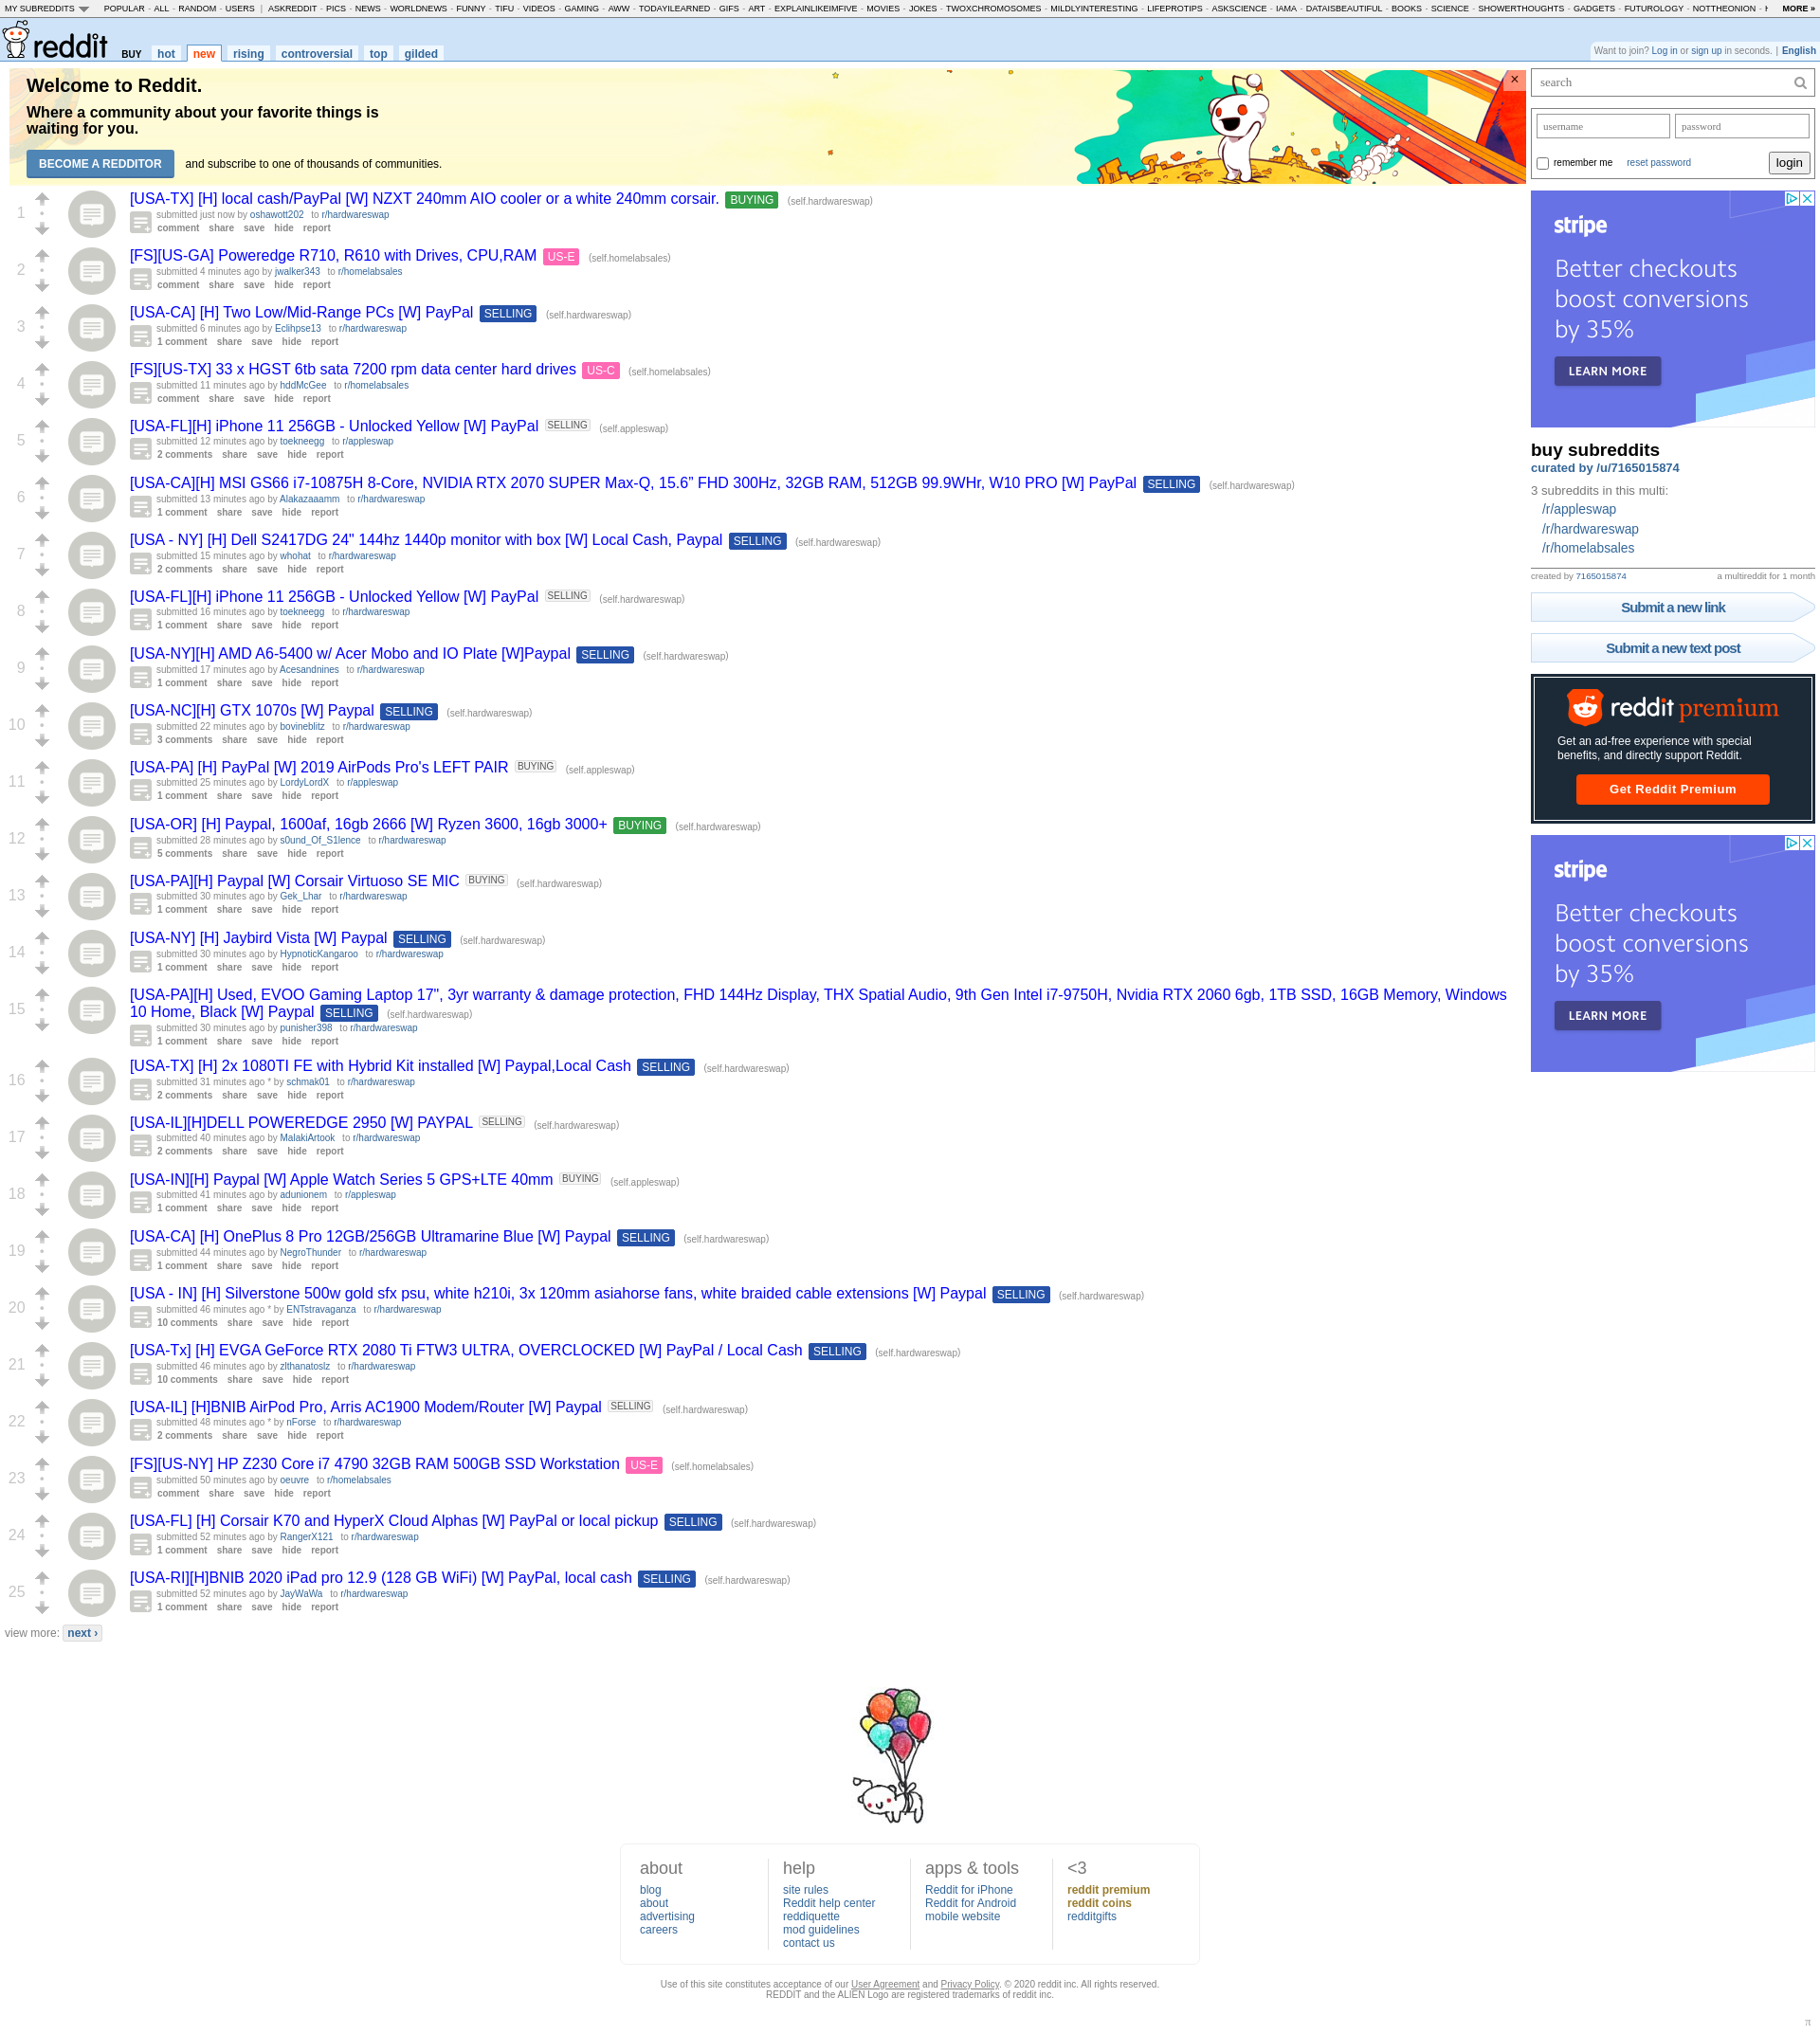 MY SUBREDDITS POPULAR - ALL - RANDOM - USERS | ASKREDDIT - PICS - NEWS - WORLDNEWS - FUNNY - TIFU - VIDEOS - GAMING - AWW - TODAYILEARNED - GIFS - ART - EXPLAINLIKEIMFIVE - MOVIES - JOKES - TWOXCHROMOSOMES - MILDLYINTERESTING - LIFEPROTIPS - ASKSCIENCE - IAMA - DATAISBEAUTIFUL - BOOKS - SCIENCE - SHOWERTHOUGHTS - GADGETS - FUTUROLOGY - NOTTHEONION - MORE »
reddit BUY hot new rising controversial top gilded
Want to join? Log in or sign up in seconds. | English
Welcome to Reddit.
Where a community about your favorite things is
waiting for you.
BECOME A REDDITOR and subscribe to one of thousands of communities.
×
1
[USA-TX] [H] local cash/PayPal [W] NZXT 240mm AIO cooler or a white 240mm corsair. BUYING (self.hardwareswap)
submitted just now by oshawott202 to r/hardwareswap
comment share save hide report
2
[FS][US-GA] Poweredge R710, R610 with Drives, CPU,RAM US-E (self.homelabsales)
submitted 4 minutes ago by jwalker343 to r/homelabsales
comment share save hide report
3
[USA-CA] [H] Two Low/Mid-Range PCs [W] PayPal SELLING (self.hardwareswap)
submitted 6 minutes ago by Eclihpse13 to r/hardwareswap
1 comment share save hide report
4
[FS][US-TX] 33 x HGST 6tb sata 7200 rpm data center hard drives US-C (self.homelabsales)
submitted 11 minutes ago by hddMcGee to r/homelabsales
comment share save hide report
5
[USA-FL][H] iPhone 11 256GB - Unlocked Yellow [W] PayPal SELLING (self.appleswap)
submitted 12 minutes ago by toekneegg to r/appleswap
2 comments share save hide report
6
[USA-CA][H] MSI GS66 i7-10875H 8-Core, NVIDIA RTX 2070 SUPER Max-Q, 15.6” FHD 300Hz, 32GB RAM, 512GB 99.9WHr, W10 PRO [W] PayPal SELLING (self.hardwareswap)
submitted 13 minutes ago by Alakazaaamm to r/hardwareswap
1 comment share save hide report
7
[USA - NY] [H] Dell S2417DG 24" 144hz 1440p monitor with box [W] Local Cash, Paypal SELLING (self.hardwareswap)
submitted 15 minutes ago by whohat to r/hardwareswap
2 comments share save hide report
8
[USA-FL][H] iPhone 11 256GB - Unlocked Yellow [W] PayPal SELLING (self.hardwareswap)
submitted 16 minutes ago by toekneegg to r/hardwareswap
1 comment share save hide report
9
[USA-NY][H] AMD A6-5400 w/ Acer Mobo and IO Plate [W]Paypal SELLING (self.hardwareswap)
submitted 17 minutes ago by Acesandnines to r/hardwareswap
1 comment share save hide report
10
[USA-NC][H] GTX 1070s [W] Paypal SELLING (self.hardwareswap)
submitted 22 minutes ago by bovineblitz to r/hardwareswap
3 comments share save hide report
11
[USA-PA] [H] PayPal [W] 2019 AirPods Pro's LEFT PAIR BUYING (self.appleswap)
submitted 25 minutes ago by LordyLordX to r/appleswap
1 comment share save hide report
12
[USA-OR] [H] Paypal, 1600af, 16gb 2666 [W] Ryzen 3600, 16gb 3000+ BUYING (self.hardwareswap)
submitted 28 minutes ago by s0und_Of_S1lence to r/hardwareswap
5 comments share save hide report
13
[USA-PA][H] Paypal [W] Corsair Virtuoso SE MIC BUYING (self.hardwareswap)
submitted 30 minutes ago by Gek_Lhar to r/hardwareswap
1 comment share save hide report
14
[USA-NY] [H] Jaybird Vista [W] Paypal SELLING (self.hardwareswap)
submitted 30 minutes ago by HypnoticKangaroo to r/hardwareswap
1 comment share save hide report
15
[USA-PA][H] Used, EVOO Gaming Laptop 17", 3yr warranty & damage protection, FHD 144Hz Display, THX Spatial Audio, 9th Gen Intel i7-9750H, Nvidia RTX 2060 6gb, 1TB SSD, 16GB Memory, Windows
10 Home, Black [W] Paypal SELLING (self.hardwareswap)
submitted 30 minutes ago by punisher398 to r/hardwareswap
1 comment share save hide report
16
[USA-TX] [H] 2x 1080TI FE with Hybrid Kit installed [W] Paypal,Local Cash SELLING (self.hardwareswap)
submitted 31 minutes ago * by schmak01 to r/hardwareswap
2 comments share save hide report
17
[USA-IL][H]DELL POWEREDGE 2950 [W] PAYPAL SELLING (self.hardwareswap)
submitted 40 minutes ago by MalakiArtook to r/hardwareswap
2 comments share save hide report
18
[USA-IN][H] Paypal [W] Apple Watch Series 5 GPS+LTE 40mm BUYING (self.appleswap)
submitted 41 minutes ago by adunionem to r/appleswap
1 comment share save hide report
19
[USA-CA] [H] OnePlus 8 Pro 12GB/256GB Ultramarine Blue [W] Paypal SELLING (self.hardwareswap)
submitted 44 minutes ago by NegroThunder to r/hardwareswap
1 comment share save hide report
20
[USA - IN] [H] Silverstone 500w gold sfx psu, white h210i, 3x 120mm asiahorse fans, white braided cable extensions [W] Paypal SELLING (self.hardwareswap)
submitted 46 minutes ago * by ENTstravaganza to r/hardwareswap
10 comments share save hide report
21
[USA-Tx] [H] EVGA GeForce RTX 2080 Ti FTW3 ULTRA, OVERCLOCKED [W] PayPal / Local Cash SELLING (self.hardwareswap)
submitted 46 minutes ago by zlthanatoslz to r/hardwareswap
10 comments share save hide report
22
[USA-IL] [H]BNIB AirPod Pro, Arris AC1900 Modem/Router [W] Paypal SELLING (self.hardwareswap)
submitted 48 minutes ago * by nForse to r/hardwareswap
2 comments share save hide report
23
[FS][US-NY] HP Z230 Core i7 4790 32GB RAM 500GB SSD Workstation US-E (self.homelabsales)
submitted 50 minutes ago by oeuvre to r/homelabsales
comment share save hide report
24
[USA-FL] [H] Corsair K70 and HyperX Cloud Alphas [W] PayPal or local pickup SELLING (self.hardwareswap)
submitted 52 minutes ago by RangerX121 to r/hardwareswap
1 comment share save hide report
25
[USA-RI][H]BNIB 2020 iPad pro 12.9 (128 GB WiFi) [W] PayPal, local cash SELLING (self.hardwareswap)
submitted 52 minutes ago by JayWaWa to r/hardwareswap
1 comment share save hide report
view more: next ›
search
username password
remember me reset password login
stripe
Better checkouts
boost conversions
by 35%
LEARN MORE
buy subreddits
curated by /u/7165015874
3 subreddits in this multi:
/r/appleswap
/r/hardwareswap
/r/homelabsales
created by 7165015874 a multireddit for 1 month
Submit a new link
Submit a new text post
reddit premium
Get an ad-free experience with special
benefits, and directly support Reddit.
Get Reddit Premium
stripe
Better checkouts
boost conversions
by 35%
LEARN MORE
about
blog
about
advertising
careers
help
site rules
Reddit help center
reddiquette
mod guidelines
contact us
apps & tools
Reddit for iPhone
Reddit for Android
mobile website
<3
reddit premium
reddit coins
redditgifts
Use of this site constitutes acceptance of our User Agreement and Privacy Policy. © 2020 reddit inc. All rights reserved.
REDDIT and the ALIEN Logo are registered trademarks of reddit inc.
π